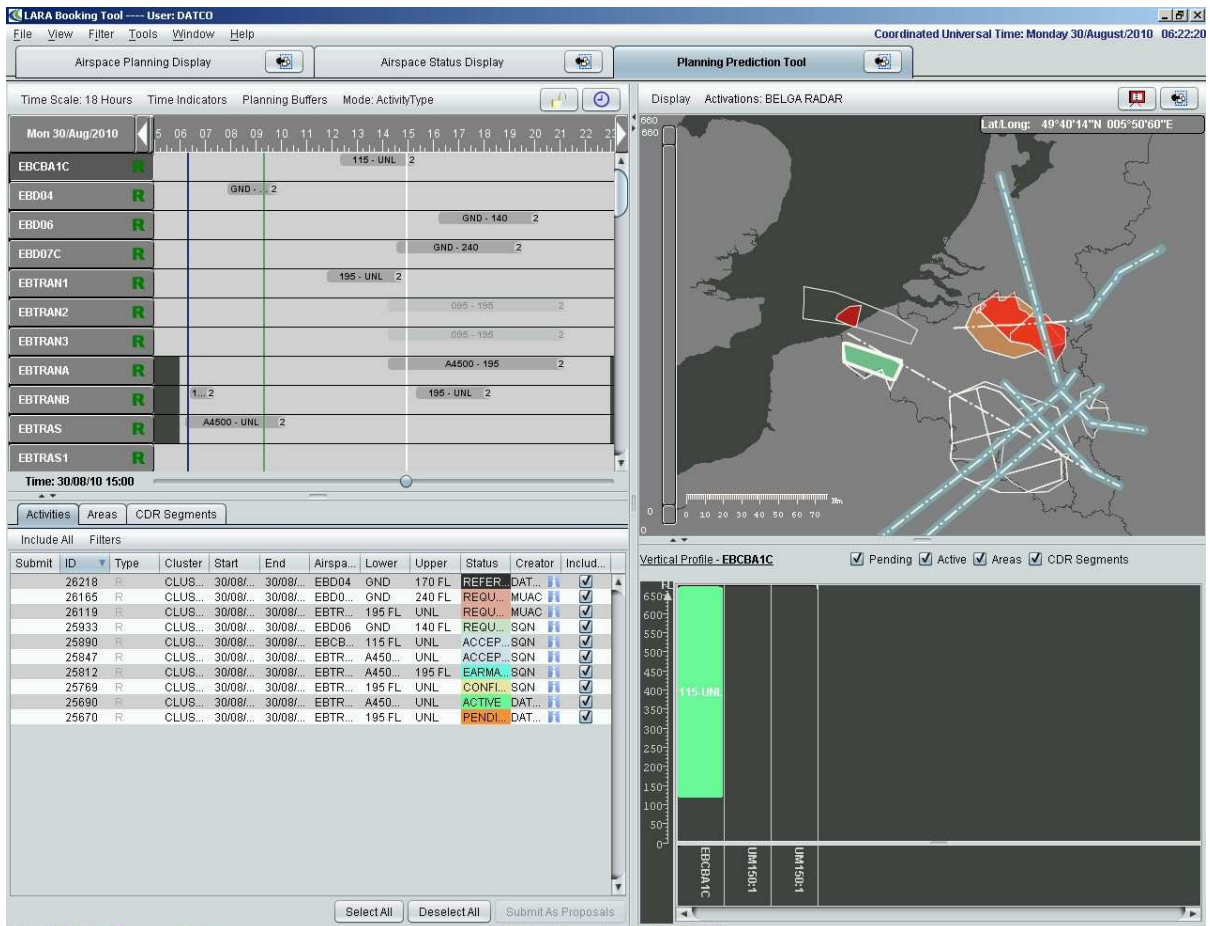 LARA Booking Tool ---- User: DATCO
File View Filter Tools Window Help
Coordinated Universal Time: Monday 30/August/2010 06:22:20
Airspace Planning Display
Airspace Status Display
Planning Prediction Tool
Time Scale: 18 Hours Time Indicators Planning Buffers Mode: ActivityType
Mon 30/Aug/2010
5 06 07 08 09 10 11 12 13 14 15 16 17 18 19 20 21 22 23
EBCBA1C R 115 - UNL 2
EBD04 R GND - ... 2
EBD06 R GND - 140 2
EBD07C R GND - 240 2
EBTRAN1 R 195 - UNL 2
EBTRAN2 R 095 - 195 2
EBTRAN3 R 095 - 195 2
EBTRANA R A4500 - 195 2
EBTRANB R 1... 2 195 - UNL 2
EBTRAS R A4500 - UNL 2
EBTRAS1 R
Time: 30/08/10 15:00
Activities Areas CDR Segments
Include All Filters
Submit ID Type Cluster Start End Airspa... Lower Upper Status Creator Includ...
26218 R CLUS... 30/08/... 30/08/... EBD04 GND 170 FL REFER... DAT...
26165 R CLUS... 30/08/... 30/08/... EBD0... GND 240 FL REQU... MUAC
26119 R CLUS... 30/08/... 30/08/... EBTR... 195 FL UNL REQU... MUAC
25933 R CLUS... 30/08/... 30/08/... EBD06 GND 140 FL REQU... SQN
25890 R CLUS... 30/08/... 30/08/... EBCB... 115 FL UNL ACCEP... SQN
25847 R CLUS... 30/08/... 30/08/... EBTR... A450... UNL ACCEP... SQN
25812 R CLUS... 30/08/... 30/08/... EBTR... A450... 195 FL EARMA... SQN
25769 R CLUS... 30/08/... 30/08/... EBTR... 195 FL UNL CONFI... SQN
25690 R CLUS... 30/08/... 30/08/... EBTR... A450... UNL ACTIVE DAT...
25670 R CLUS... 30/08/... 30/08/... EBTR... 195 FL UNL PENDI... DAT...
Select All Deselect All Submit As Proposals
Display Activations: BELGA RADAR
660
660
Lat/Long: 49°40'14"N 005°50'60"E
Nm
0 0 10 20 30 40 50 60 70
0
Vertical Profile - EBCBA1C
Pending Active Areas CDR Segments
FL
650
600
550
500
450
400
350
300
250
200
150
100
50
0
115-UNL
EBCBA1C
UM150:1
UM150:1